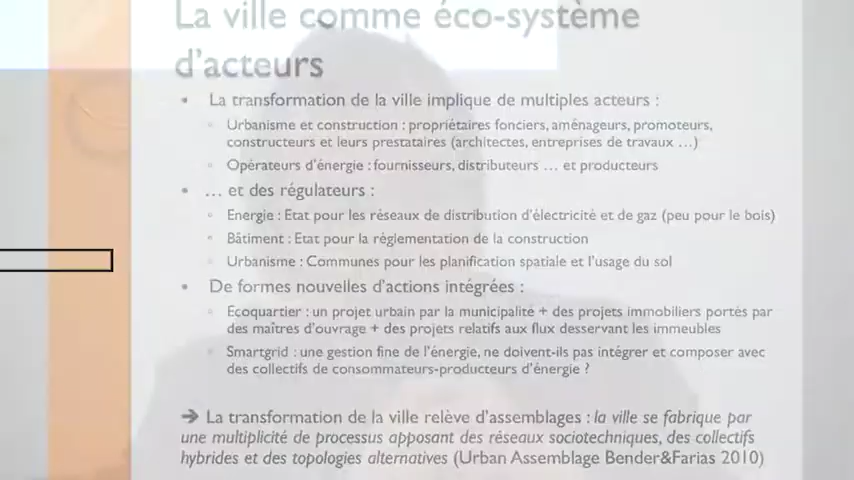 La ville comme éco-système
d'acteurs
• La transformation de la ville implique de multiples acteurs :
◦ Urbanisme et construction : propriétaires fonciers, aménageurs, promoteurs,
constructeurs et leurs prestataires (architectes, entreprises de travaux …)
◦ Opérateurs d'énergie : fournisseurs, distributeurs … et producteurs
• … et des régulateurs :
◦ Energie : Etat pour les réseaux de distribution d'électricité et de gaz (peu pour le bois)
◦ Bâtiment : Etat pour la réglementation de la construction
◦ Urbanisme : Communes pour les planification spatiale et l'usage du sol
• De formes nouvelles d'actions intégrées :
◦ Ecoquartier : un projet urbain par la municipalité + des projets immobiliers portés par
des maîtres d'ouvrage + des projets relatifs aux flux desservant les immeubles
◦ Smartgrid : une gestion fine de l'énergie, ne doivent-ils pas intégrer et composer avec
des collectifs de consommateurs-producteurs d'énergie ?
➔ La transformation de la ville relève d'assemblages : la ville se fabrique par
une multiplicité de processus apposant des réseaux sociotechniques, des collectifs
hybrides et des topologies alternatives (Urban Assemblage Bender&Farias 2010)